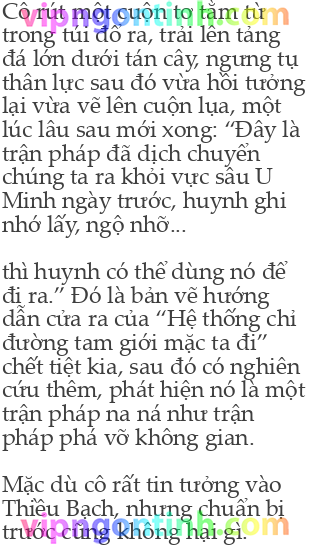 Cô rút một cuộn tơ tằm từ
vipngontinh.com
trong túi đồ ra, trải lên tảng
đá lớn dưới tán cây, ngưng tụ
thân lực sau đó vừa hồi tưởng
lại vừa vẽ lên cuộn lụa, một
lúc lâu sau mới xong: “Đây là
trận pháp đã dịch chuyển
chúng ta ra khỏi vực sâu U
Minh ngày trước, huynh ghi
nhớ lấy, ngộ nhỡ...
thì huynh có thể dùng nó để
đi ra.” Đó là bản vẽ hướng
dẫn cửa ra của “Hệ thống chỉ
đường tam giới mặc ta đi”
chết tiệt kia, sau đó có nghiên
cứu thêm, phát hiện nó là một
trận pháp na ná như trận
pháp phá vỡ không gian.
Mặc dù cô rất tin tưởng vào
Thiều Bạch, nhưng chuẩn bị
vipngontinh.com
trước cũng không hại gì.